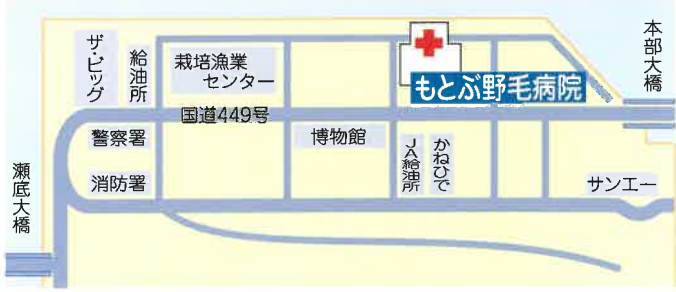 本部大橋
ザ・ビッグ
給油所
栽培漁業
センター
もとぶ野毛病院
国道449号
警察署
博物館
JA給油所
かねひで
瀬底大橋
消防署
サンエー